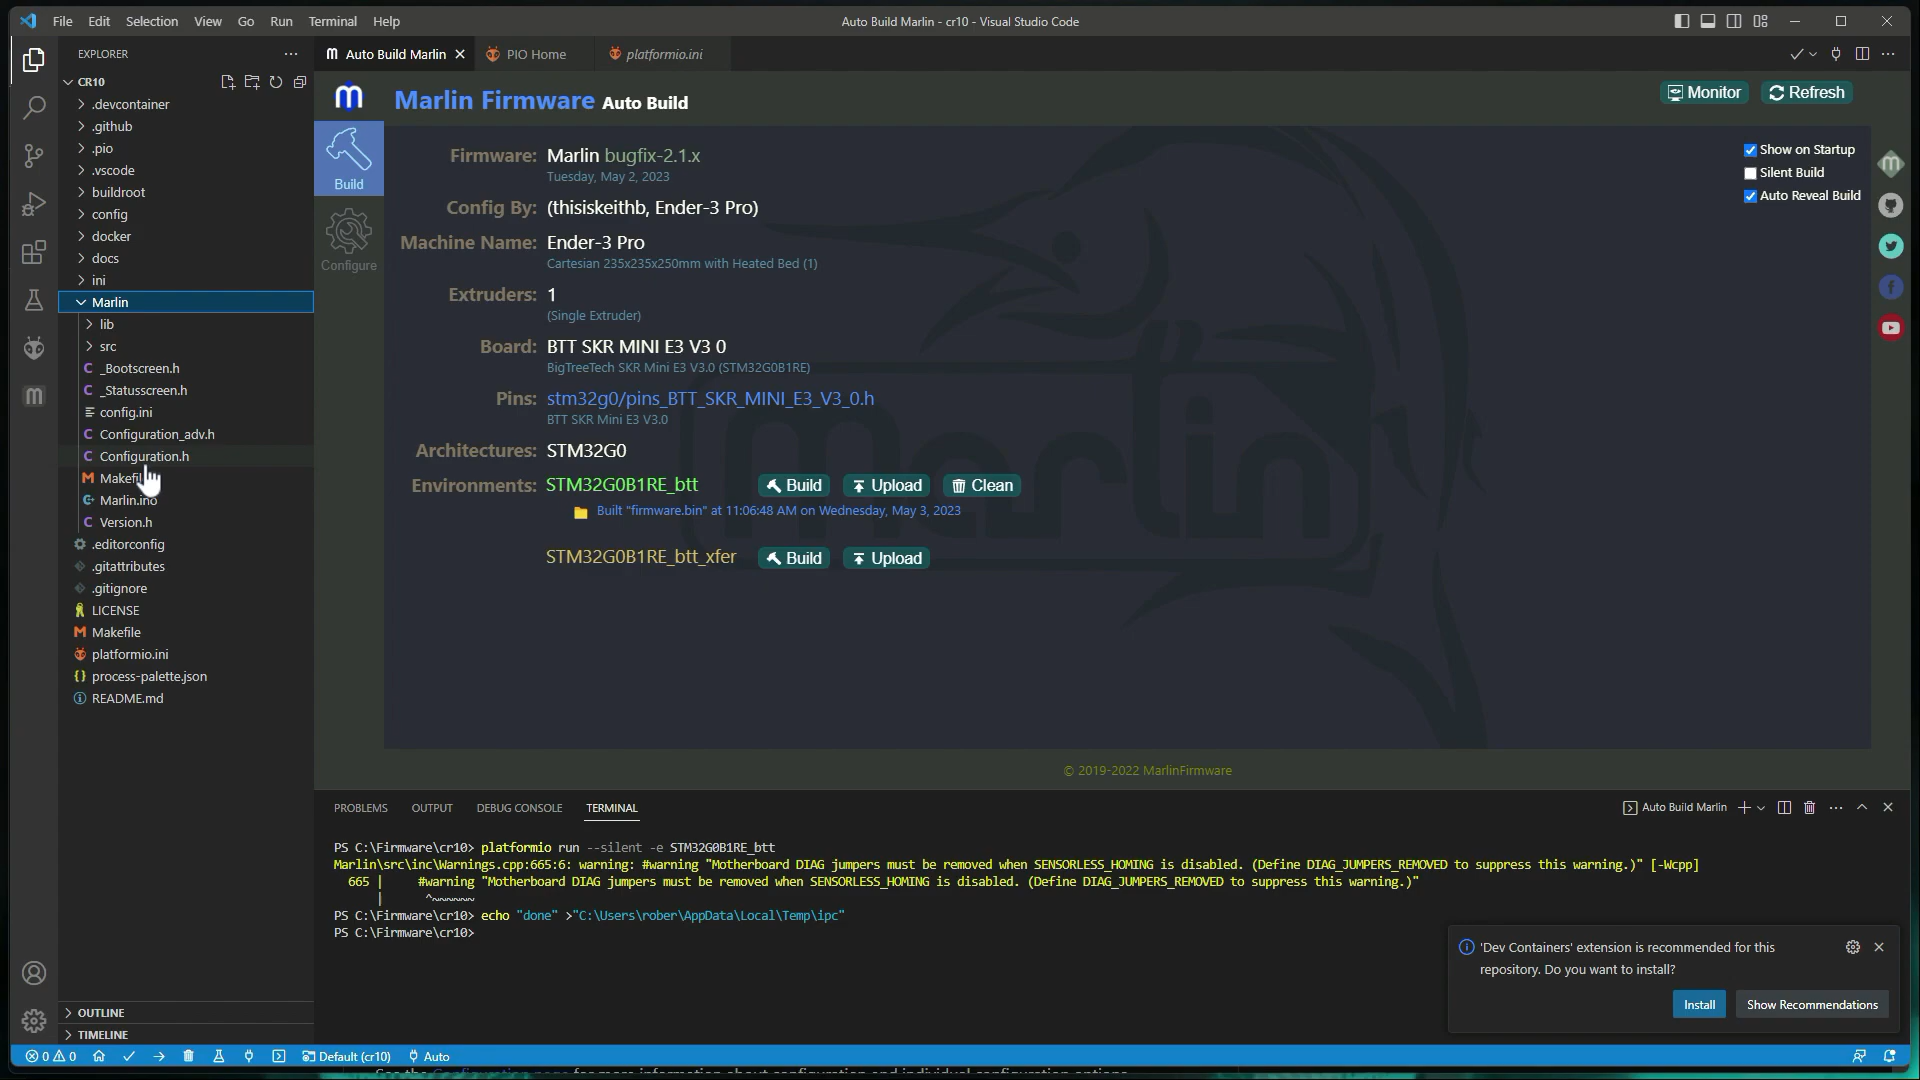 File Edit Selection View Go Run Terminal Help
Auto Build Marlin - cr10 - Visual Studio Code
EXPLORER
CR10
.devcontainer
.github
.pio
.vscode
buildroot
config
docker
docs
ini
Marlin
lib
src
_Bootscreen.h
_Statusscreen.h
config.ini
Configuration_adv.h
Configuration.h
Marlin.ino
Version.h
.editorconfig
.gitattributes
.gitignore
LICENSE
Makefile
platformio.ini
process-palette.json
README.md
OUTLINE
TIMELINE
Auto Build Marlin
PIO Home
platformio.ini
Marlin Firmware Auto Build
Monitor
Refresh
Build
Configure
Firmware: Marlin bugfix-2.1.x
Tuesday, May 2, 2023
Config By: (thisiskeithb, Ender-3 Pro)
Machine Name: Ender-3 Pro
Cartesian 235x235x250mm with Heated Bed (1)
Extruders: 1
(Single Extruder)
Board: BTT SKR MINI E3 V3 0
BigTreeTech SKR Mini E3 V3.0 (STM32G0B1RE)
Pins: stm32g0/pins_BTT_SKR_MINI_E3_V3_0.h
BTT SKR Mini E3 V3.0
Architectures: STM32G0
Environments: STM32G0B1RE_btt Build Upload Clean
Built "firmware.bin" at 11:06:48 AM on Wednesday, May 3, 2023
STM32G0B1RE_btt_xfer Build Upload
Show on Startup
Silent Build
Auto Reveal Build
Marlin
© 2019-2022 MarlinFirmware
PROBLEMS OUTPUT DEBUG CONSOLE TERMINAL
Auto Build Marlin
PS C:\Firmware\cr10> platformio run --silent -e STM32G0B1RE_btt
Marlin\src\inc\Warnings.cpp:665:6: warning: #warning "Motherboard DIAG jumpers must be removed when SENSORLESS_HOMING is disabled. (Define DIAG_JUMPERS_REMOVED to suppress this warning.)" [-Wcpp]
665 | #warning "Motherboard DIAG jumpers must be removed when SENSORLESS_HOMING is disabled. (Define DIAG_JUMPERS_REMOVED to suppress this warning.)"
| ^~~~~~~
PS C:\Firmware\cr10> echo "done" >"C:\Users\rober\AppData\Local\Temp\ipc"
PS C:\Firmware\cr10>
'Dev Containers' extension is recommended for this
repository. Do you want to install?
Install
Show Recommendations
0 0 Default (cr10) Auto